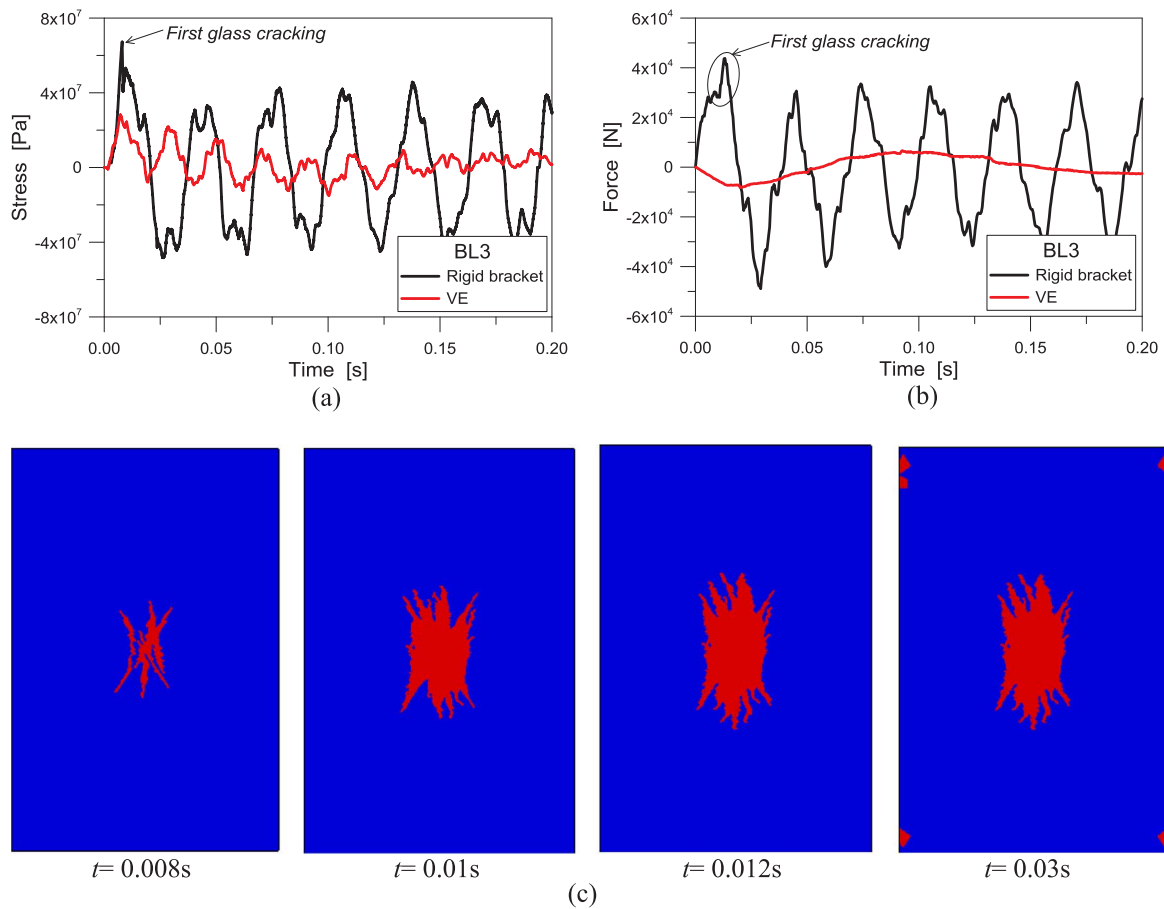 8x10⁷
4x10⁷
0
-4x10⁷
-8x10⁷
Stress [Pa]
First glass cracking
BL3
Rigid bracket
VE
0.00
0.05
0.10
0.15
0.20
Time [s]
(a)
6x10⁴
4x10⁴
2x10⁴
0
-2x10⁴
-4x10⁴
-6x10⁴
Force [N]
First glass cracking
BL3
Rigid bracket
VE
0.00
0.05
0.10
0.15
0.20
Time [s]
(b)
t= 0.008s
t= 0.01s
t= 0.012s
t= 0.03s
(c)